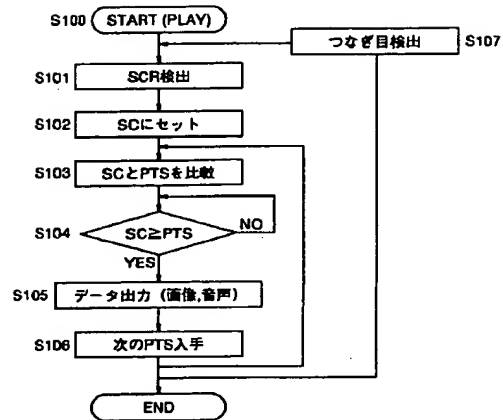 S100 START (PLAY)
つなぎ目検出 S107
S101 SCR検出
S102 SCにセット
S103 SCとPTSを比較
NO
S104 SC≧PTS
YES
S105 データ出力 (画像,音声)
S106 次のPTS入手
END